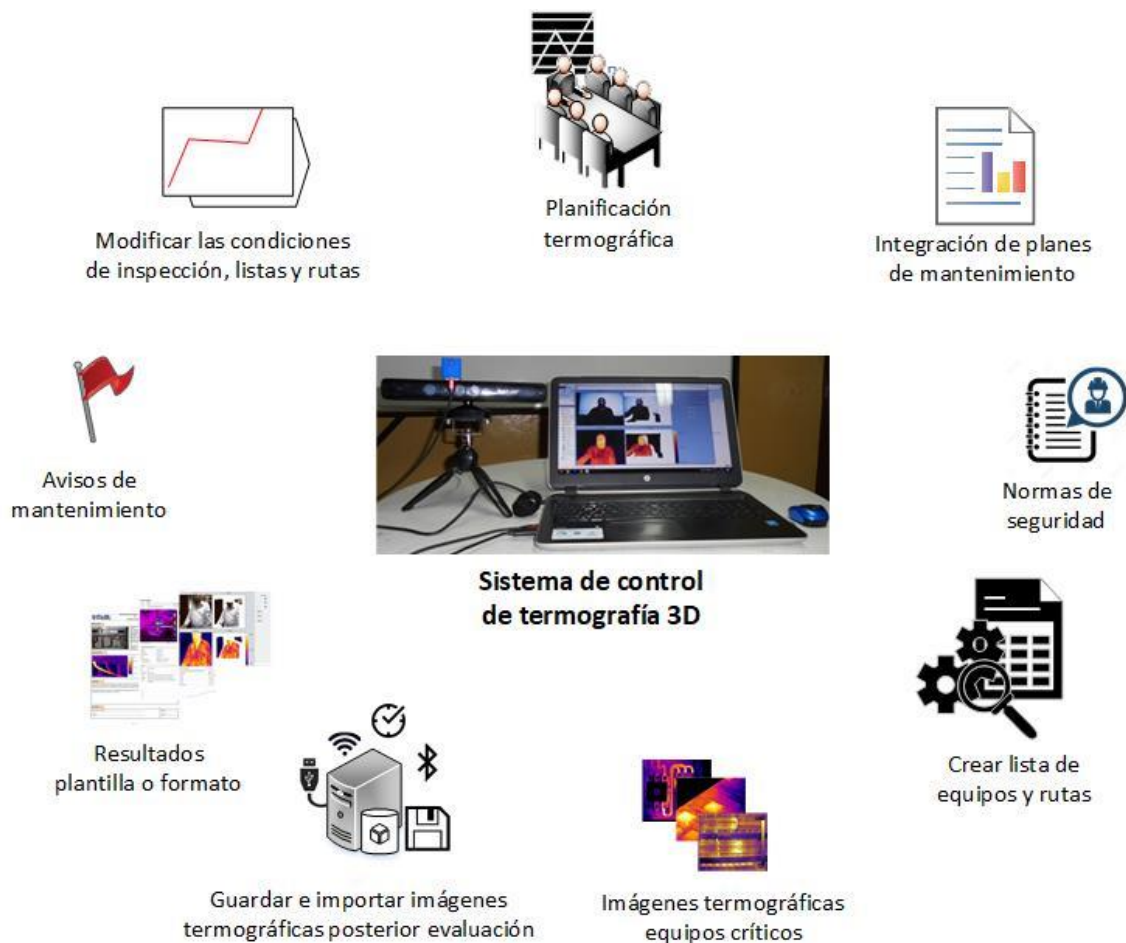 Planificación
termográfica
Integración de planes
de mantenimiento
Normas de
seguridad
Crear lista de
equipos y rutas
Imágenes termográficas
equipos críticos
Guardar e importar imágenes
termográficas posterior evaluación
Resultados
plantilla o formato
Avisos de
mantenimiento
Modificar las condiciones
de inspección, listas y rutas
Sistema de control
de termografía 3D